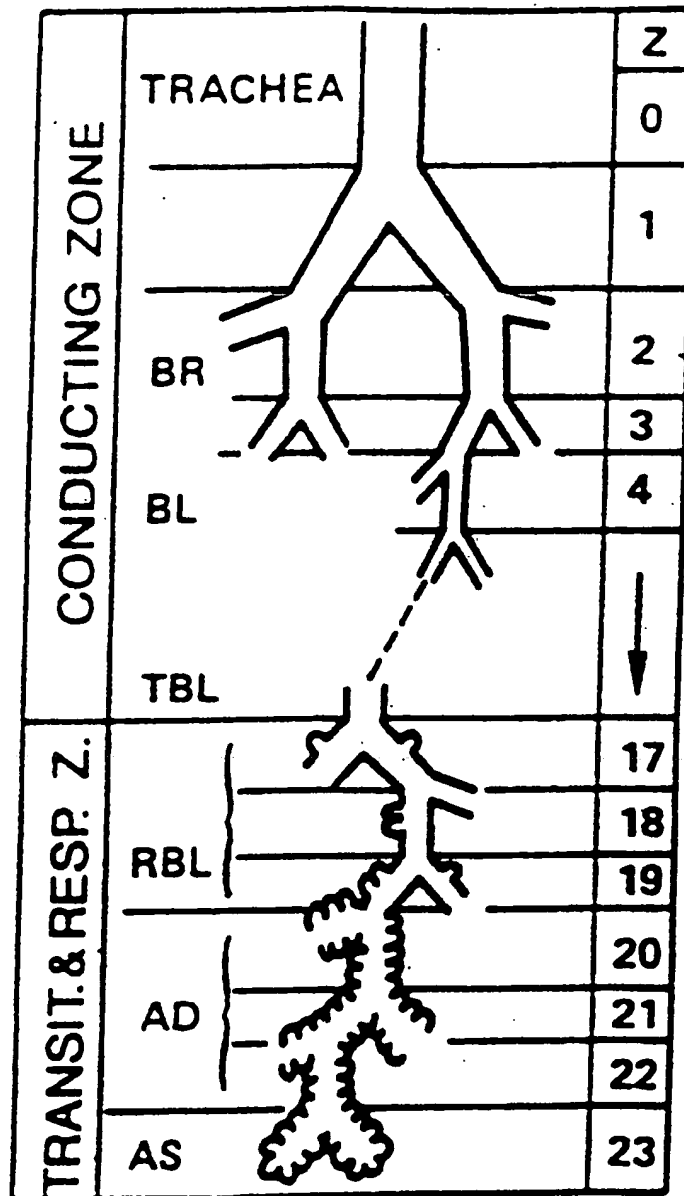 Z
TRACHEA
0
CONDUCTING ZONE
1
BR
2
3
BL
4
TBL
TRANSIT. & RESP. Z.
17
18
RBL
19
20
AD
21
22
AS
23